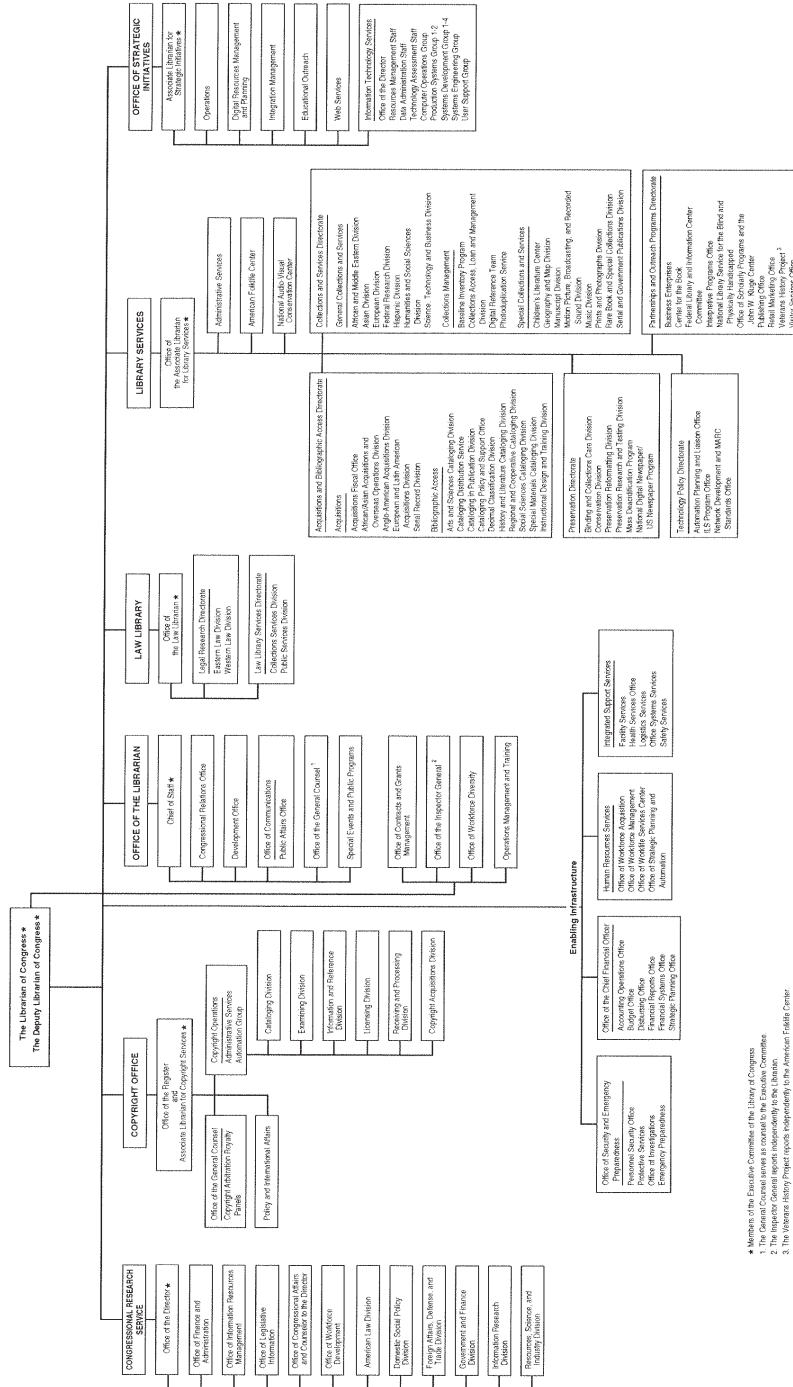 The Librarian of Congress ★
The Deputy Librarian of Congress ★
CONGRESSIONAL RESEARCH
SERVICE
Office of the Director ★
Office of Finance and
Administration
Office of Information Resources
Management
Office of Legislative
Information
Office of Congressional Affairs
and Counselor to the Director
Office of Workforce
Development
American Law Division
Domestic Social Policy
Division
Foreign Affairs, Defense, and
Trade Division
Government and Finance
Division
Information Research
Division
Resources, Science, and
Industry Division
COPYRIGHT OFFICE
Office of the Register
and
Associate Librarian for Copyright Services ★
Office of the General Counsel
Copyright Arbitration Royalty
Panels
Policy and International Affairs
Copyright Operations
Administrative Services
Automation Group
Cataloging Division
Examining Division
Information and Reference
Division
Licensing Division
Receiving and Processing
Division
Copyright Acquisitions Division
OFFICE OF THE LIBRARIAN
Chief of Staff ★
Congressional Relations Office
Development Office
Office of Communications
Public Affairs Office
Office of the General Counsel 1
Special Events and Public Programs
Office of Contracts and Grants
Management
Office of the Inspector General 2
Office of Workforce Diversity
Operations Management and Training
LAW LIBRARY
Office of
the Law Librarian ★
Legal Research Directorate
Eastern Law Division
Western Law Division
Law Library Services Directorate
Collections Services Division
Public Services Division
LIBRARY SERVICES
Office of
the Associate Librarian
for Library Services ★
Administrative Services
American Folklife Center
National Audio-Visual
Conservation Center
Acquisitions and Bibliographic Access Directorate
Acquisitions
Acquisitions Fiscal Office
African/Asian Acquisitions and
Overseas Operations Division
Anglo-American Acquisitions Division
European and Latin American
Acquisitions Division
Serial Record Division
Bibliographic Access
Arts and Sciences Cataloging Division
Cataloging Distribution Service
Cataloging in Publication Division
Cataloging Policy and Support Office
Decimal Classification Division
History and Literature Cataloging Division
Regional and Cooperative Cataloging Division
Social Sciences Cataloging Division
Special Materials Cataloging Division
Instructional Design and Training Division
Collections and Services Directorate
General Collections and Services
African and Middle Eastern Division
Asian Division
European Division
Federal Research Division
Hispanic Division
Humanities and Social Sciences
Division
Science, Technology and Business Division
Collections Management
Baseline Inventory Program
Collections Access, Loan and Management
Division
Digital Reference Team
Photoduplication Service
Special Collections and Services
Children's Literature Center
Geography and Map Division
Manuscript Division
Motion Picture, Broadcasting, and Recorded
Sound Division
Music Division
Prints and Photographs Division
Rare Book and Special Collections Division
Serial and Government Publications Division
Preservation Directorate
Binding and Collections Care Division
Conservation Division
Preservation Reformatting Division
Preservation Research and Testing Division
Mass Deacidification Program
National Digital Newspaper/
US Newspaper Program
Technology Policy Directorate
Automation Planning and Liaison Office
ILS Program Office
Network Development and MARC
Standards Office
Partnerships and Outreach Programs Directorate
Business Enterprises
Center for the Book
Federal Library and Information Center
Committee
Interpretive Programs Office
National Library Service for the Blind and
Physically Handicapped
Office of Scholarly Programs and the
John W. Kluge Center
Publishing Office
Retail Marketing Office
Veterans History Project 3
OFFICE OF STRATEGIC
INITIATIVES
Associate Librarian for
Strategic Initiatives ★
Operations
Digital Resources Management
and Planning
Integration Management
Educational Outreach
Web Services
Information Technology Services
Office of the Director
Resources Management Staff
Data Administration Staff
Technology Assessment Staff
Computer Operations Group
Production Systems Group 1-2
Systems Development Group 1-4
Systems Engineering Group
User Support Group
Enabling Infrastructure
Office of Security and Emergency
Preparedness
Personnel Security Office
Protective Services
Office of Investigations
Emergency Preparedness
Office of the Chief Financial Officer
Accounting Operations Office
Budget Office
Disbursing Office
Financial Reports Office
Financial Systems Office
Strategic Planning Office
Human Resources Services
Office of Workforce Acquisition
Office of Workforce Management
Office of Worklife Services Center
Office of Strategic Planning and
Automation
Integrated Support Services
Facility Services
Health Services Office
Logistics Services
Office Systems Services
Safety Services
★ Members of the Executive Committee of the Library of Congress
1. The General Counsel serves as counsel to the Executive Committee.
2. The Inspector General reports independently to the Librarian.
3. The Veterans History Project reports independently to the American Folklife Center.